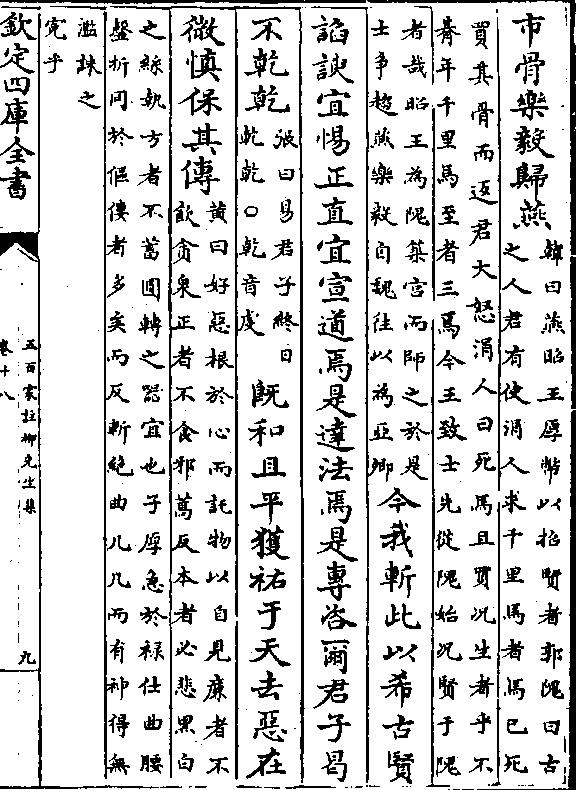 市骨樂毅歸燕韓曰燕昭王厚幣以招賢者郭隗曰古
之人君有使涓人求千里馬者馬已死
買其骨而返君大怒涓人曰死馬且買况生者乎不
朞年千里馬至者三焉今王致士先從隗始况賢于隗
者哉昭王為隗築宫而師之於是
士爭趨燕樂毅自魏往以為亞卿今我斬此以希古賢
諂諛宜惕正直宜宣道焉是達法焉是專咨爾君子曷
不乾乾張曰易君子終日
乾乾○乾音虔既和且平獲祐于天去惡在
微慎保其傳黄曰好惡根於心而託物以自見廉者不
飲貪泉正者不食邪蒿反本者必悲黑白
之絲執方者不蓄圓轉之器宜也子厚急於禄仕曲腰
罄折同於傴僂者多矣而反斬絶曲几几而有神得無
濫誅之
寃乎
欽定四庫全書
五百家註柳先生集
卷十八
九